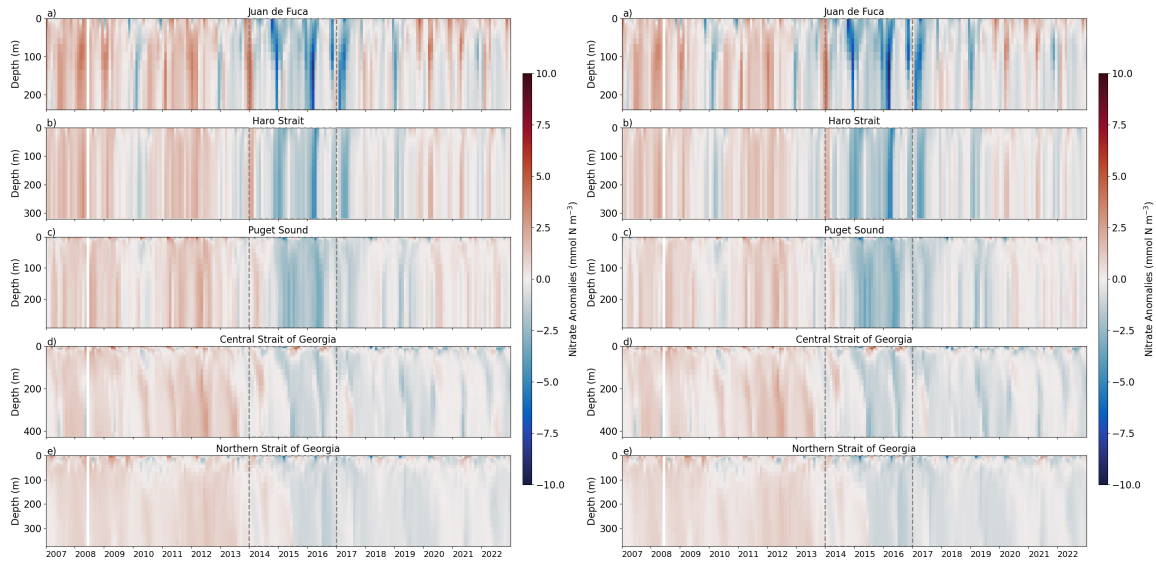 a) Juan de Fuca
Depth (m)
0
100
200
b) Haro Strait
Depth (m)
0
100
200
300
c) Puget Sound
Depth (m)
0
100
200
d) Central Strait of Georgia
Depth (m)
0
200
400
e) Northern Strait of Georgia
Depth (m)
0
100
200
300
2007 2008 2009 2010 2011 2012 2013 2014 2015 2016 2017 2018 2019 2020 2021 2022
10.0
7.5
5.0
2.5
0.0
−2.5
−5.0
−7.5
−10.0
Nitrate Anomalies (mmol N m⁻³)
a) Juan de Fuca
Depth (m)
0
100
200
b) Haro Strait
Depth (m)
0
100
200
300
c) Puget Sound
Depth (m)
0
100
200
d) Central Strait of Georgia
Depth (m)
0
200
400
e) Northern Strait of Georgia
Depth (m)
0
100
200
300
2007 2008 2009 2010 2011 2012 2013 2014 2015 2016 2017 2018 2019 2020 2021 2022
10.0
7.5
5.0
2.5
0.0
−2.5
−5.0
−7.5
−10.0
Nitrate Anomalies (mmol N m⁻³)